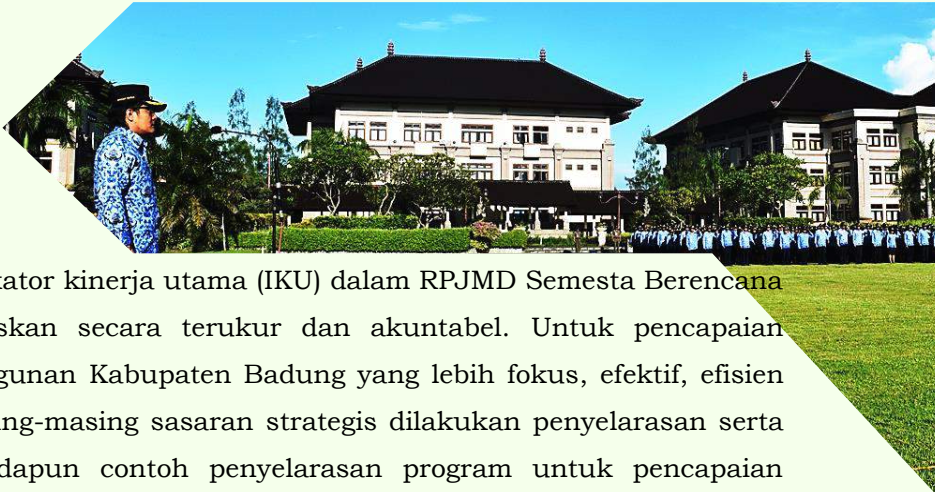 kator kinerja utama (IKU) dalam RPJMD Semesta Berencana
skan secara terukur dan akuntabel. Untuk pencapaian
gunan Kabupaten Badung yang lebih fokus, efektif, efisien
ng-masing sasaran strategis dilakukan penyelarasan serta
dapun contoh penyelarasan program untuk pencapaian